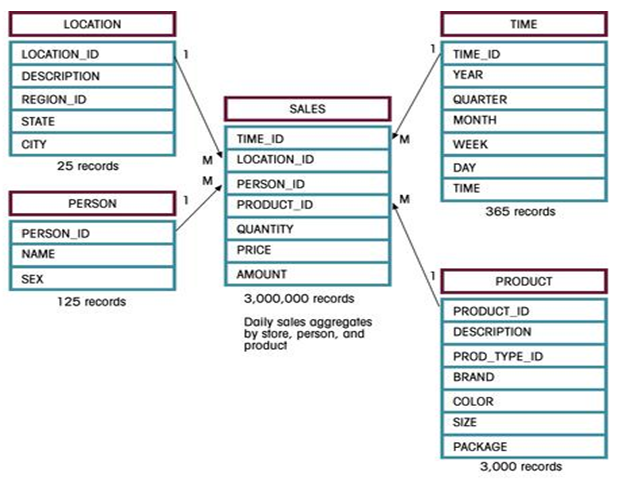 LOCATION
LOCATION_ID
1
DESCRIPTION
REGION_ID
STATE
CITY
25 records
M
PERSON
PERSON_ID
1
NAME
SEX
125 records
M
SALES
TIME_ID
LOCATION_ID
PERSON_ID
PRODUCT_ID
QUANTITY
PRICE
AMOUNT
3,000,000 records
Daily sales aggregates
by store, person, and
product
TIME
1
TIME_ID
YEAR
QUARTER
MONTH
WEEK
DAY
TIME
365 records
M
M
1
PRODUCT
PRODUCT_ID
DESCRIPTION
PROD_TYPE_ID
BRAND
COLOR
SIZE
PACKAGE
3,000 records